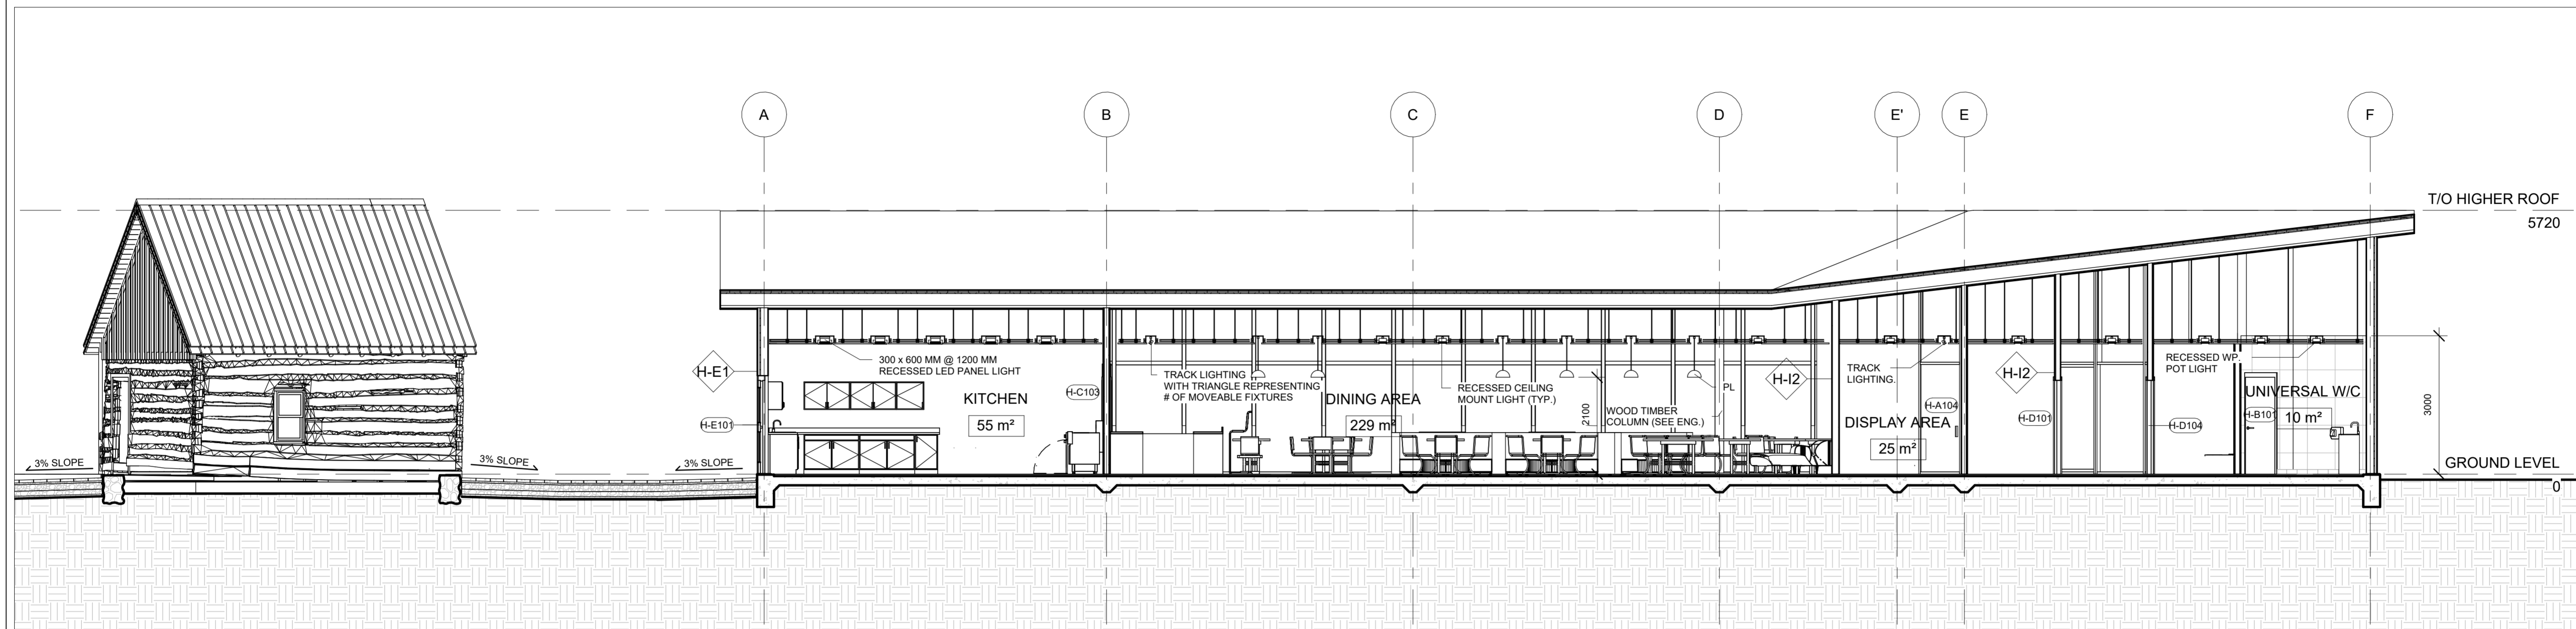 A
B
C
D
E'
E
F
T/O HIGHER ROOF
5720
300 x 600 MM @ 1200 MM
RECESSED LED PANEL LIGHT
H-E1
H-E101
KITCHEN
55 m²
H-C103
TRACK LIGHTING
WITH TRIANGLE REPRESENTING
# OF MOVEABLE FIXTURES
DINING AREA
229 m²
RECESSED CEILING
MOUNT LIGHT (TYP.)
2100
WOOD TIMBER
COLUMN (SEE ENG.)
PL
H-I2
TRACK
LIGHTING.
DISPLAY AREA
25 m²
H-A104
H-I2
H-D101
H-D104
RECESSED WP.
POT LIGHT
UNIVERSAL W/C
H-B101
10 m²
3000
3% SLOPE
3% SLOPE
3% SLOPE
GROUND LEVEL
0